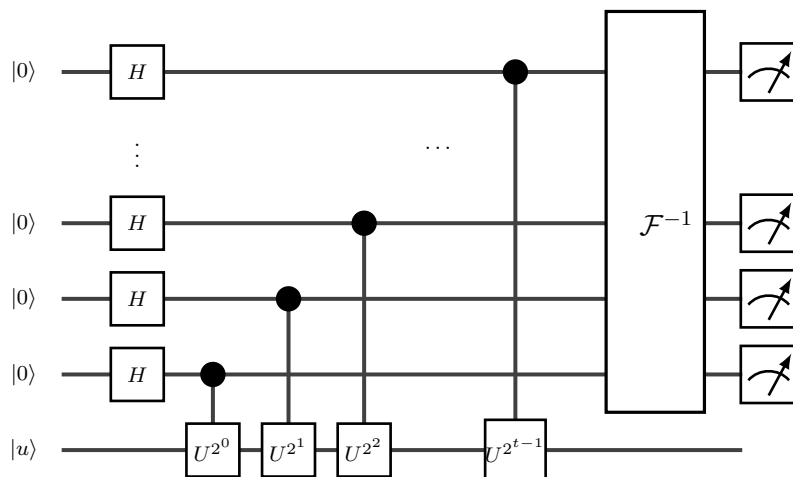 |0⟩ H
⋮ ...
|0⟩ H
ℱ⁻¹
|0⟩ H
|0⟩ H
|u⟩ U^{2^0} U^{2^1} U^{2^2} U^{2^{t-1}}